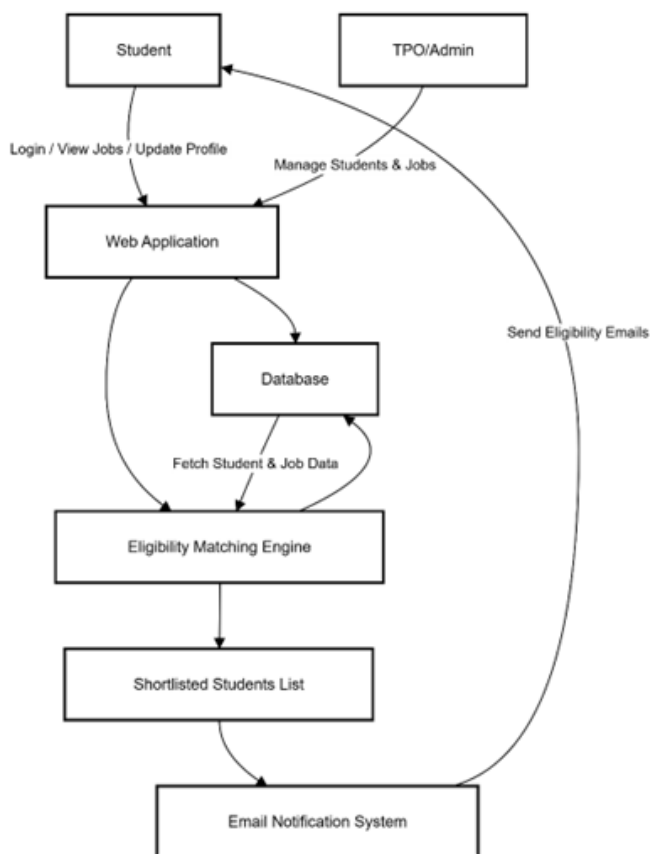 Student
TPO/Admin
Login / View Jobs / Update Profile
Manage Students & Jobs
Web Application
Send Eligibility Emails
Database
Fetch Student & Job Data
Eligibility Matching Engine
Shortlisted Students List
Email Notification System